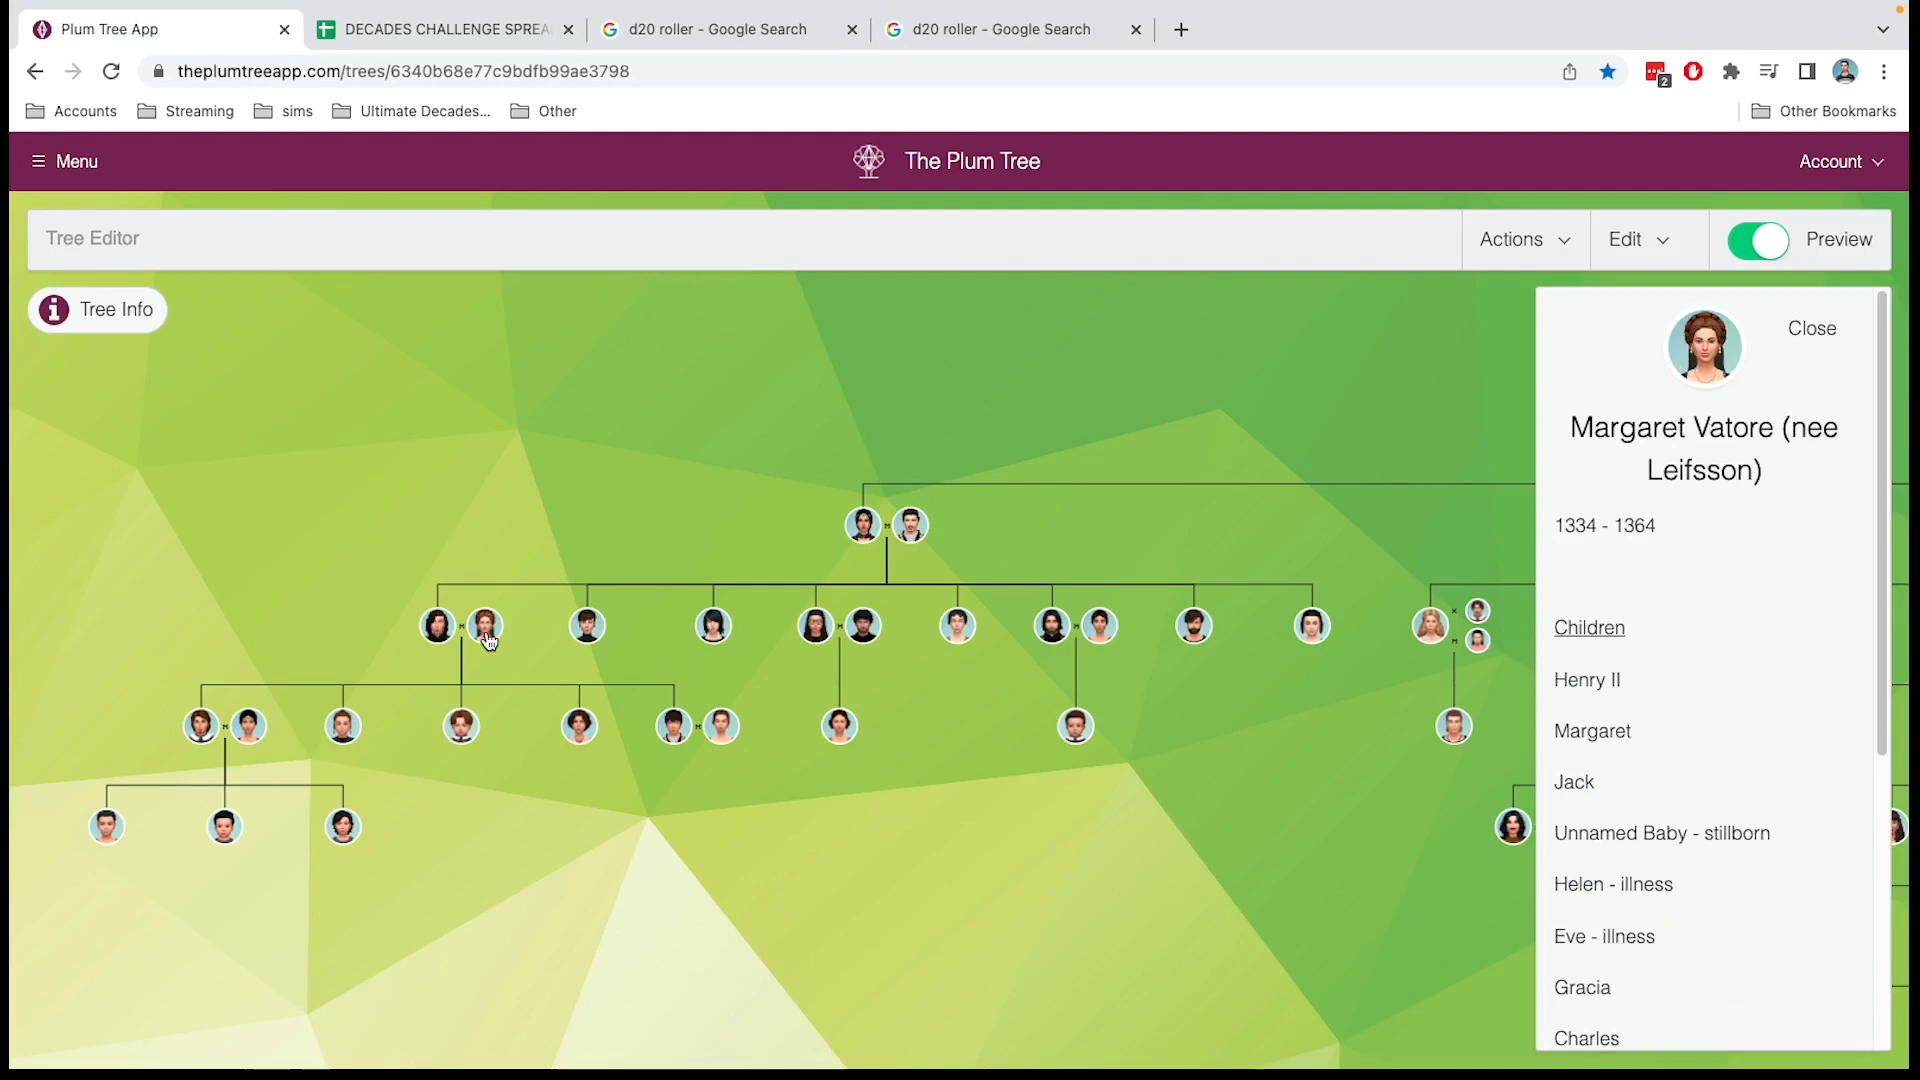 Plum Tree App
DECADES CHALLENGE SPREA
d20 roller - Google Search
d20 roller - Google Search
theplumtreeapp.com/trees/6340b68e77c9bdfb99ae3798
2
Accounts
Streaming
sims
Ultimate Decades...
Other
Other Bookmarks
Menu
The Plum Tree
Account
Tree Editor
Actions
Edit
Preview
Tree Info
Close
Margaret Vatore (nee
Leifsson)
1334 - 1364
Children
Henry II
Margaret
Jack
Unnamed Baby - stillborn
Helen - illness
Eve - illness
Gracia
Charles